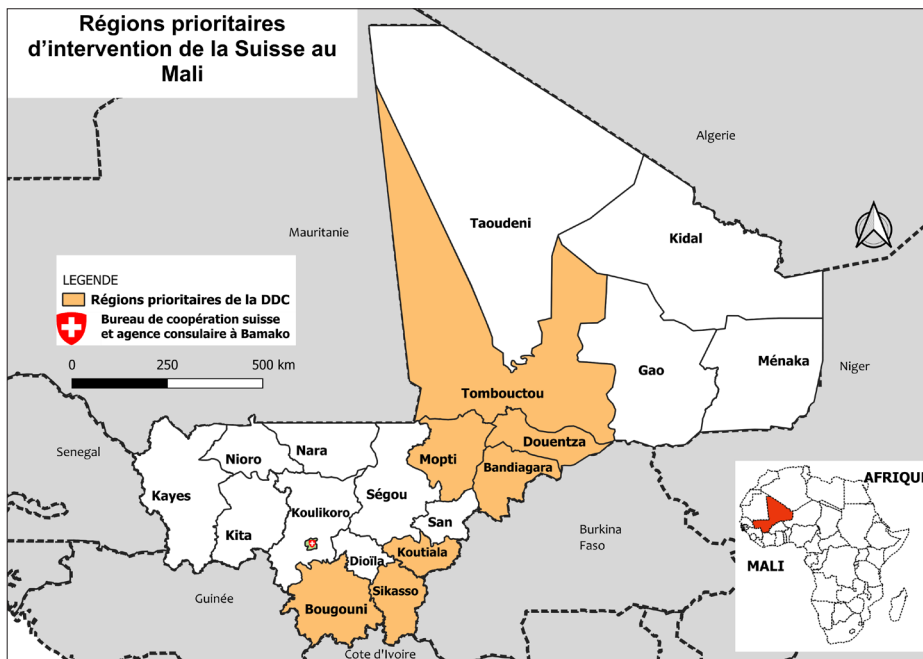 Régions prioritaires
d'intervention de la Suisse au
Mali
Algerie
Taoudeni
Mauritanie
Kidal
LEGENDE
Régions prioritaires de la DDC
Bureau de coopération suisse
et agence consulaire à Bamako
0 250 500 km
Gao
Ménaka
Niger
Tombouctou
Senegal
Nioro
Nara
Mopti
Douentza
Bandiagara
Kayes
Ségou
Koulikoro
San
Kita
Burkina
Faso
Koutiala
Dioïla
Sikasso
Guinée
Bougouni
Cote d'Ivoire
AFRIQUE
MALI